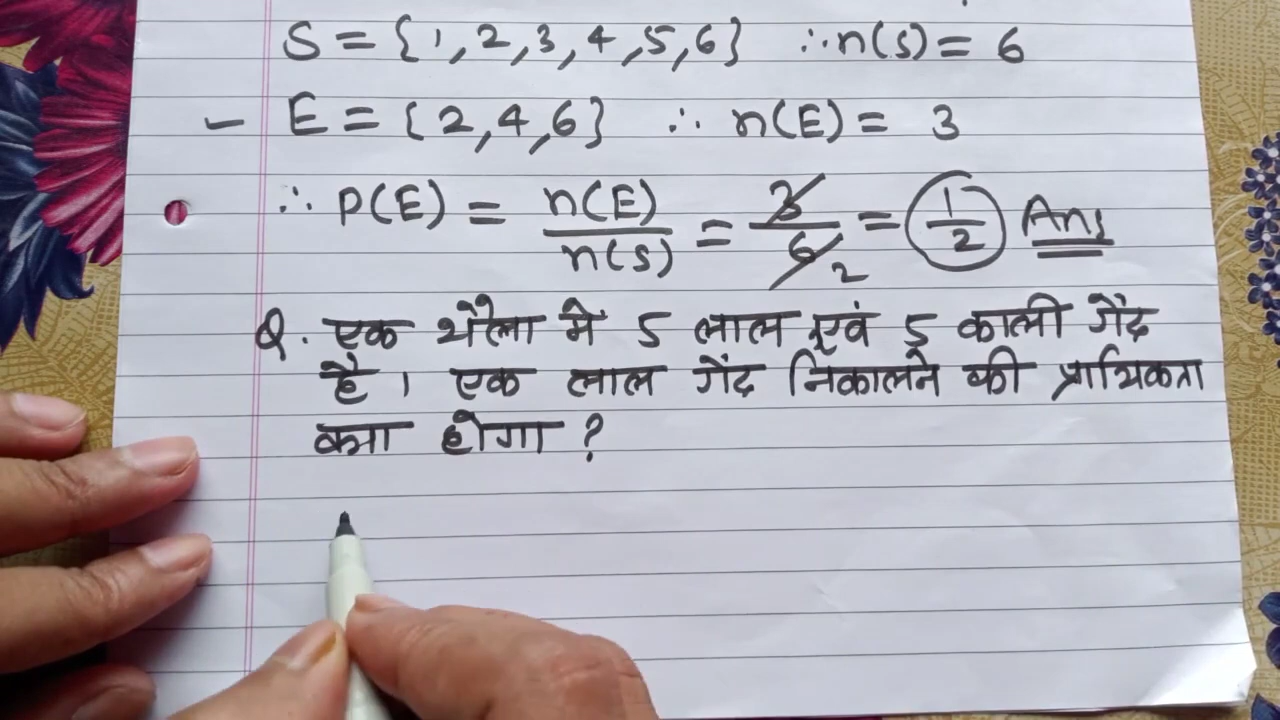 S = {1, 2, 3, 4, 5, 6} ∴ n(S) = 6
- E = {2, 4, 6} ∴ n(E) = 3
∴ P(E) = n(E)/n(S) = 3/6 2 = 1/2 Ans
Q. एक थैला में 5 लाल एवं 5 काली गेंद
है। एक लाल गेंद निकालने की प्रायिकता
क्या होगा ?